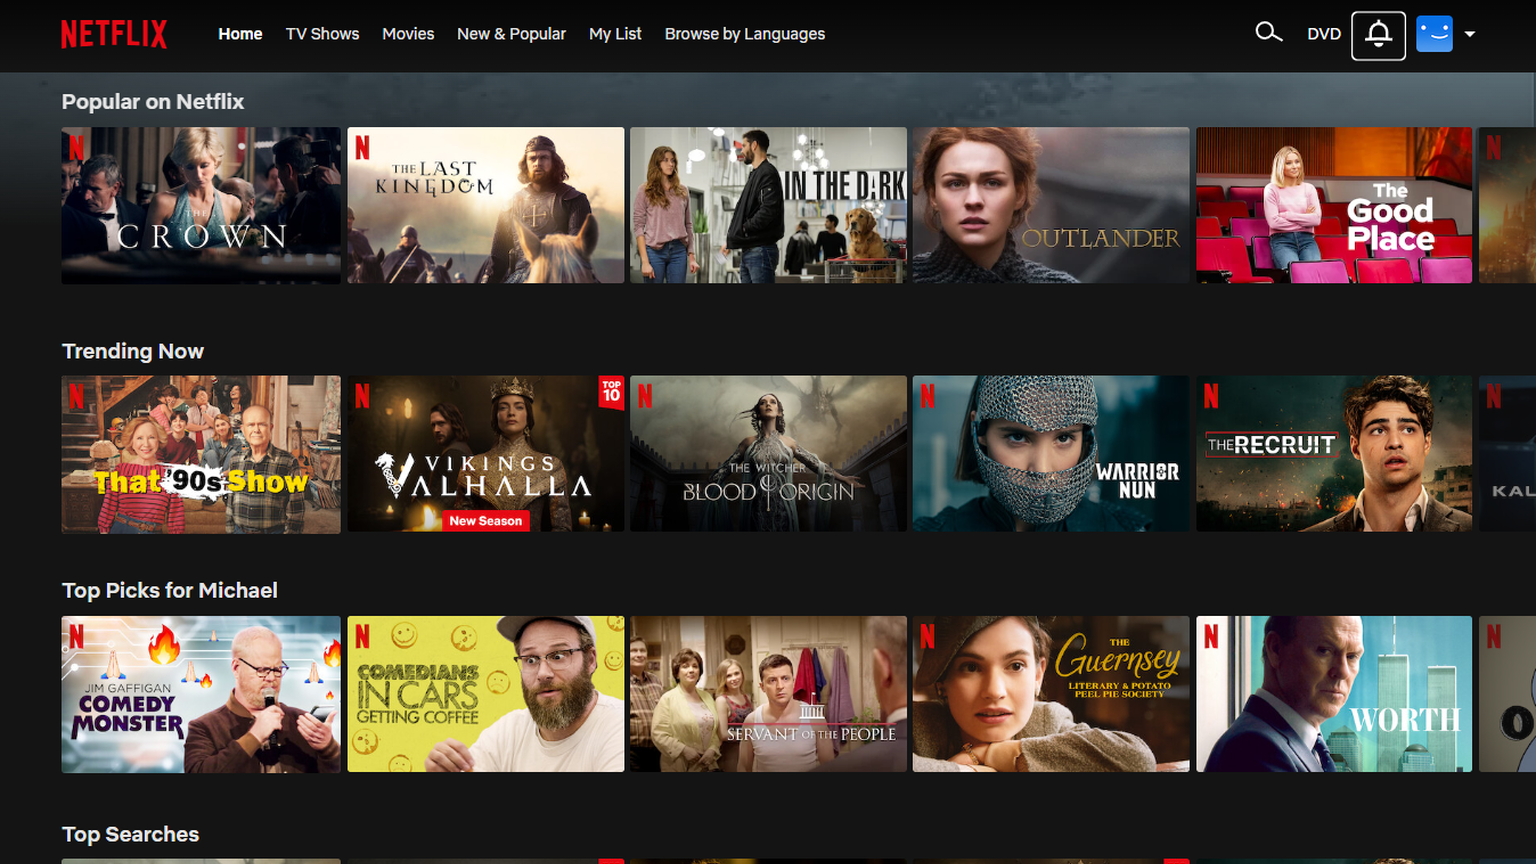 NETFLIX
Home
TV Shows
Movies
New & Popular
My List
Browse by Languages
DVD
Popular on Netflix
N
THE
CROWN
N
THE LAST
KINGDOM
IN THE DARK
OUTLANDER
The
Good
Place
N
Trending Now
N
That '90s Show
N
TOP
10
VIKINGS
VALHALLA
New Season
N
THE WITCHER
BLOOD ORIGIN
N
WARRIOR
NUN
N
THE RECRUIT
N
KAL
Top Picks for Michael
N
JIM GAFFIGAN
COMEDY
MONSTER
N
COMEDIANS
IN CARS
GETTING COFFEE
SERVANT OF THE PEOPLE
N
THE
Guernsey
LITERARY & POTATO
PEEL PIE SOCIETY
N
WORTH
N
O
Top Searches